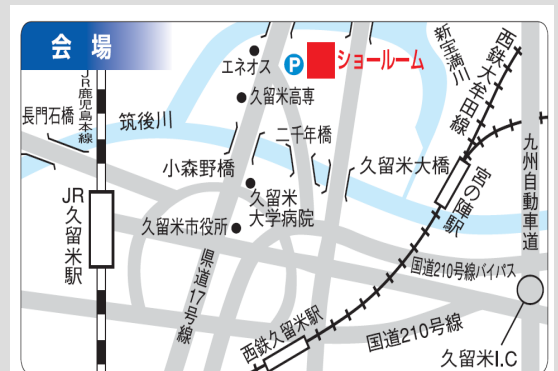 会場
エネオス
P
ショールーム
新宝満川
西鉄大牟田線
JR鹿児島本線
長門石橋
筑後川
久留米高専
二千年橋
小森野橋
久留米大橋
宮の陣駅
九州自動車道
久留米
大学病院
JR
久留米駅
久留米市役所
県道17号線
国道210号線バイパス
西鉄久留米駅
国道210号線
久留米I.C